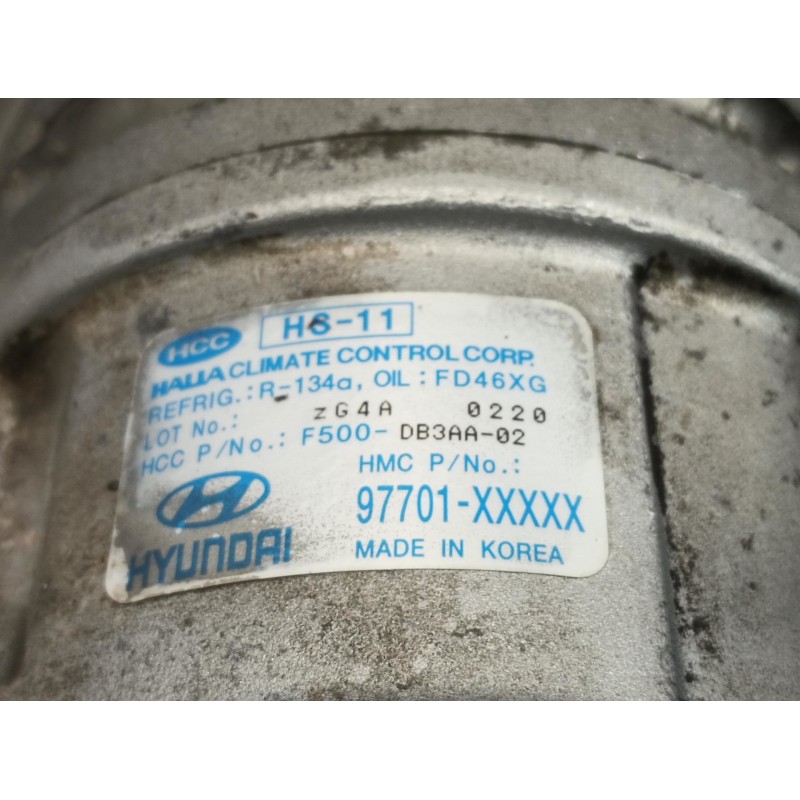 HCC HS-11
HALLA CLIMATE CONTROL CORP.
REFRIG.: R-134a, OIL : FD46XG
LOT No.: ZG4A 0220
HCC P/No.: F500-DB3AA-02
HMC P/No.:
97701-XXXXX
HYUNDAI MADE IN KOREA